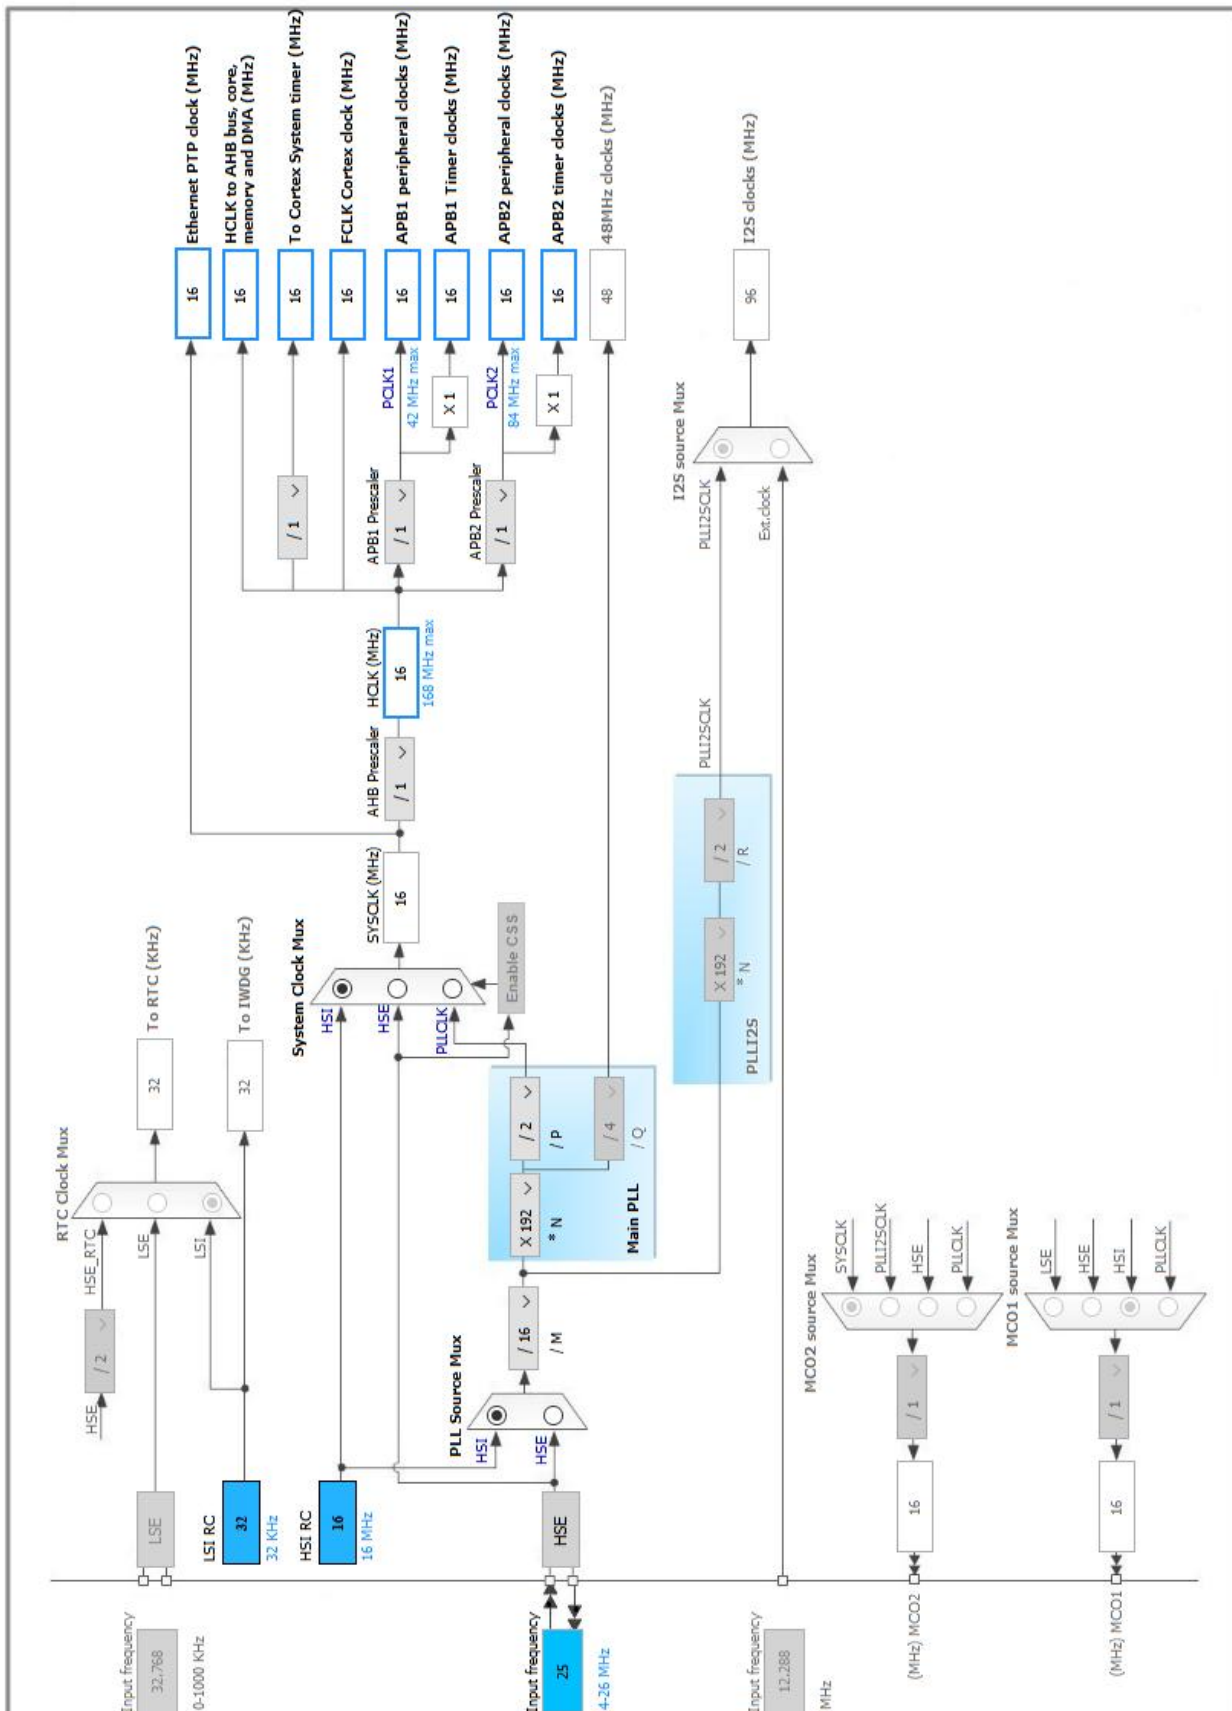 Input frequency
32.768
0-1000 KHz
LSE
HSE
/ 2
HSE_RTC
LSE
LSI
RTC Clock Mux
32
To RTC (KHz)
LSI RC
32
32 KHz
32
To IWDG (KHz)
HSI RC
16
16 MHz
Input frequency
25
4-26 MHz
HSE
PLL Source Mux
HSI
HSE
/ 16
/ M
X 192
* N
/ 2
/ P
/ 4
/ Q
Main PLL
System Clock Mux
HSI
HSE
PLLCLK
Enable CSS
SYSCLK (MHz)
16
AHB Prescaler
/ 1
HCLK (MHz)
16
168 MHz max
/ 1
APB1 Prescaler
/ 1
PCLK1
42 MHz max
X 1
APB2 Prescaler
/ 1
PCLK2
84 MHz max
X 1
16
Ethernet PTP clock (MHz)
16
HCLK to AHB bus, core,
memory and DMA (MHz)
16
To Cortex System timer (MHz)
16
FCLK Cortex clock (MHz)
16
APB1 peripheral clocks (MHz)
16
APB1 Timer clocks (MHz)
16
APB2 peripheral clocks (MHz)
16
APB2 timer clocks (MHz)
48
48MHz clocks (MHz)
PLLI2S
X 192
* N
/ 2
/ R
PLLI2SCLK
PLLI2SCLK
Ext.clock
I2S source Mux
96
I2S clocks (MHz)
Input frequency
12.288
MHz
MCO2 source Mux
SYSCLK
PLLI2SCLK
HSE
PLLCLK
/ 1
16
(MHz) MCO2
MCO1 source Mux
LSE
HSE
HSI
PLLCLK
/ 1
16
(MHz) MCO1